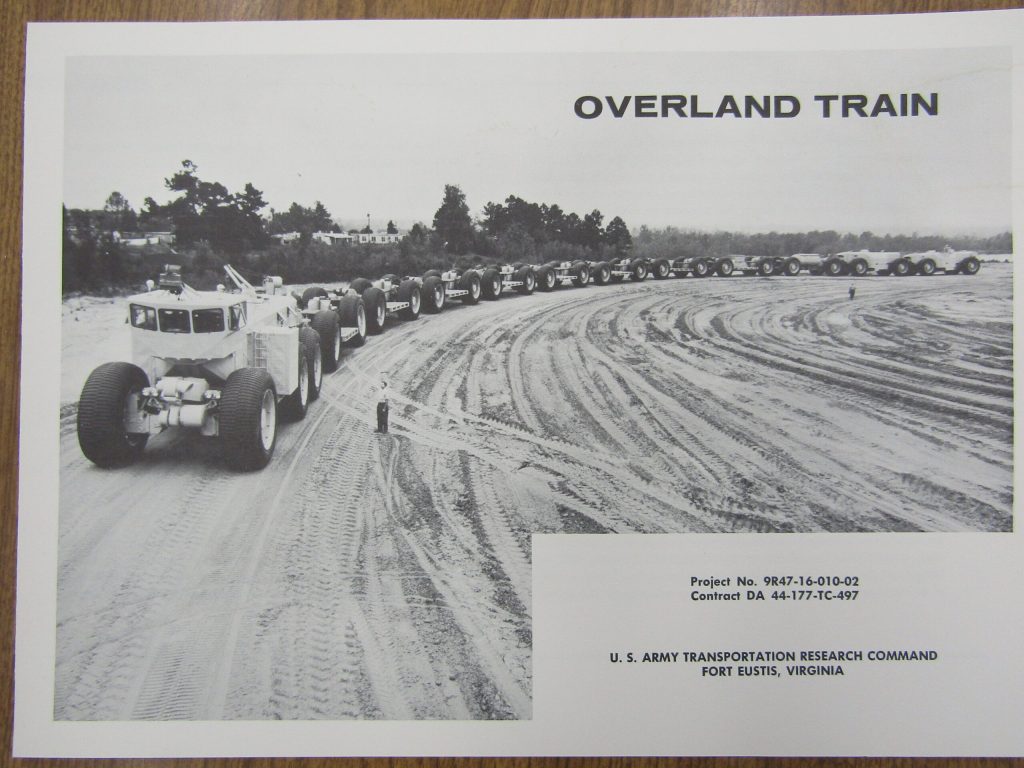 OVERLAND TRAIN
Project No. 9R47-16-010-02
Contract DA 44-177-TC-497
U. S. ARMY TRANSPORTATION RESEARCH COMMAND
FORT EUSTIS, VIRGINIA